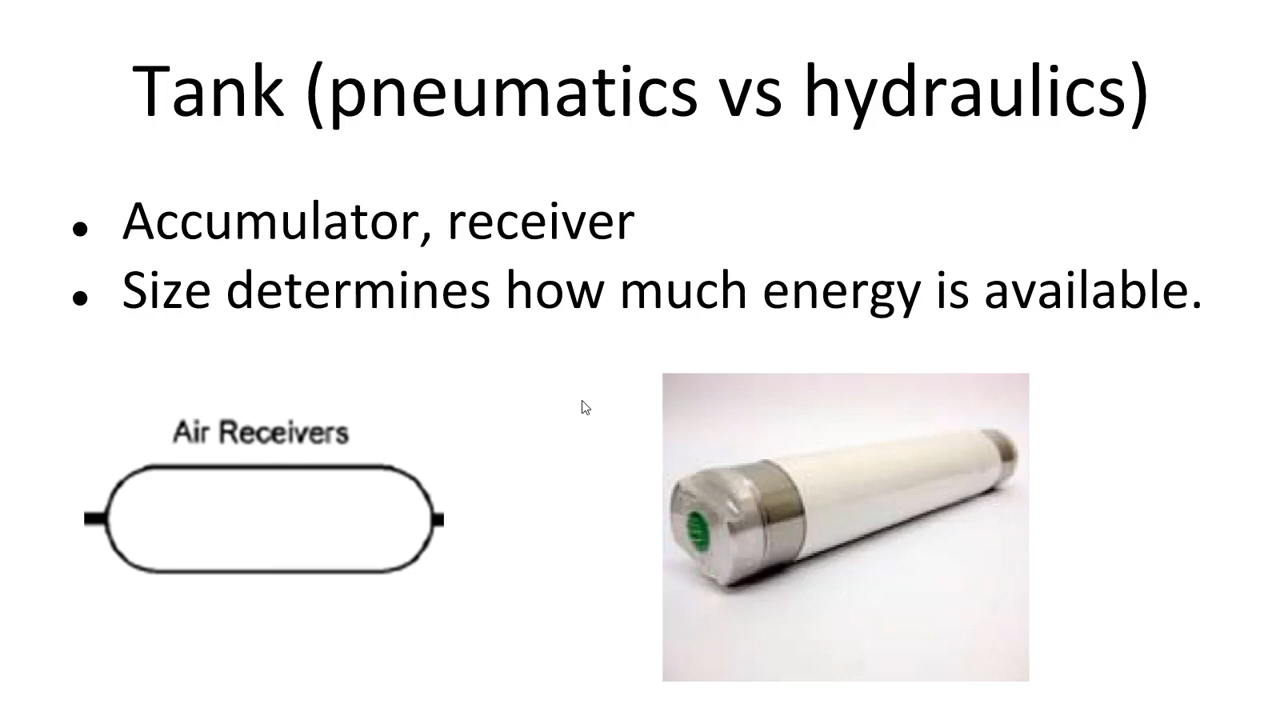 Tank (pneumatics vs hydraulics)
● Accumulator, receiver
● Size determines how much energy is available.
Air Receivers